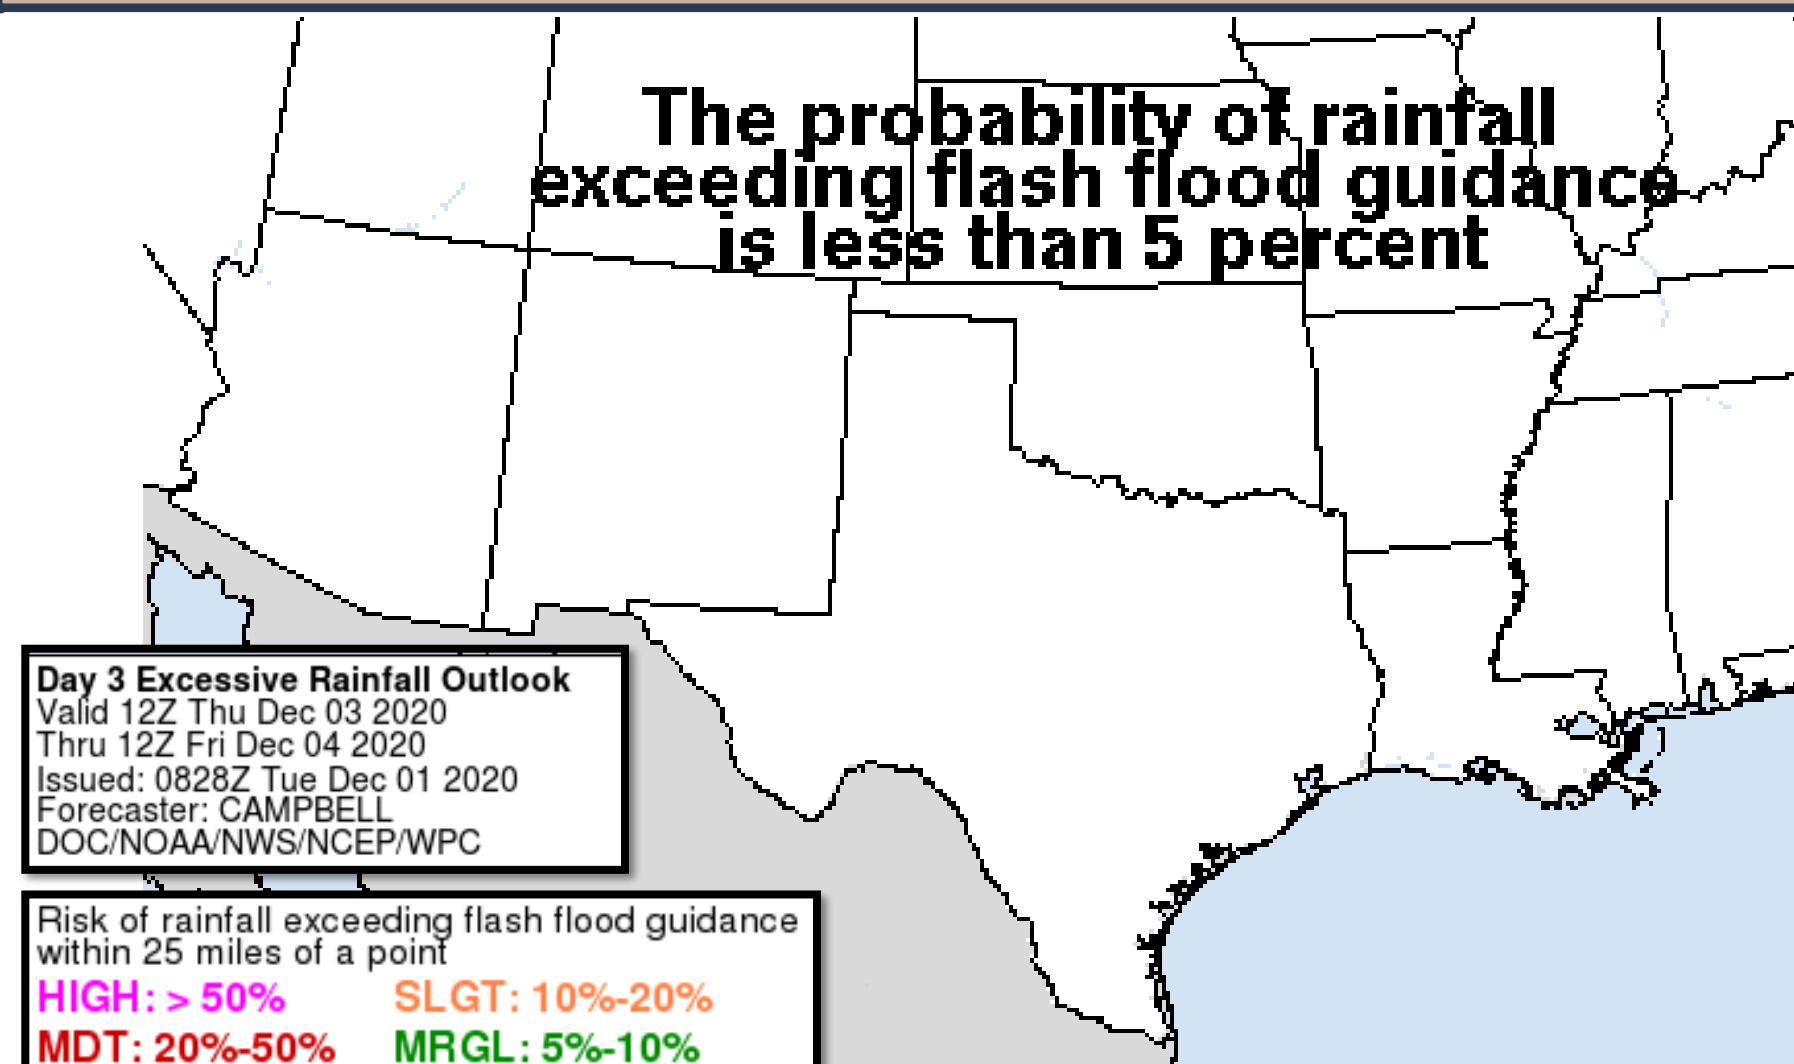 The probability of rainfall
exceeding flash flood guidance
is less than 5 percent
Day 3 Excessive Rainfall Outlook
Valid 12Z Thu Dec 03 2020
Thru 12Z Fri Dec 04 2020
Issued: 0828Z Tue Dec 01 2020
Forecaster: CAMPBELL
DOC/NOAA/NWS/NCEP/WPC
Risk of rainfall exceeding flash flood guidance
within 25 miles of a point
HIGH: > 50% SLGT: 10%-20%
MDT: 20%-50% MRGL: 5%-10%